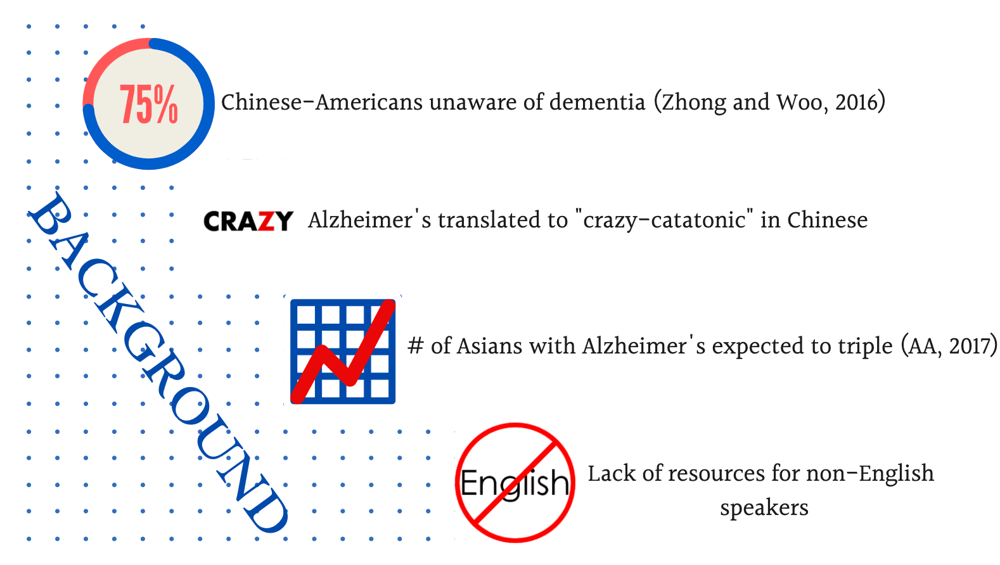 75%
Chinese-Americans unaware of dementia (Zhong and Woo, 2016)
CRAZY
Alzheimer's translated to "crazy-catatonic" in Chinese
BACKGROUND
# of Asians with Alzheimer's expected to triple (AA, 2017)
English
Lack of resources for non-English
speakers